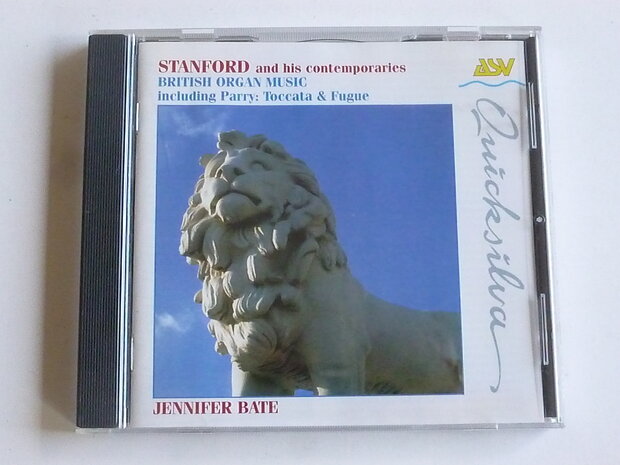 STANFORD and his contemporaries
BRITISH ORGAN MUSIC
including Parry: Toccata & Fugue
ASV
Quicksilva
JENNIFER BATE